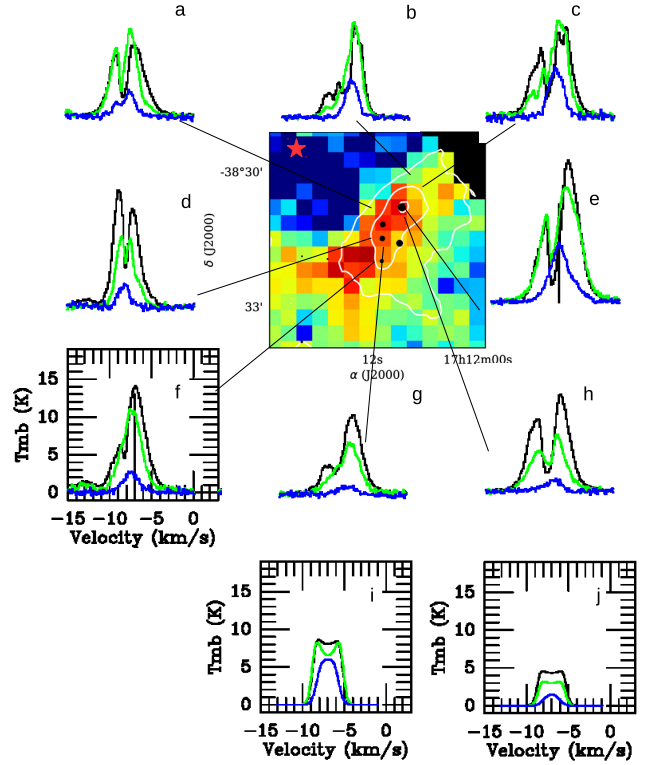 a
b
c
-38°30'
d
e
δ (J2000)
33'
12s
17h12m00s
α (J2000)
f
g
h
Tmb (K)
15
10
5
0
−15 −10 −5 0
Velocity (km/s)
i
j
Tmb (K)
15
10
5
0
−15 −10 −5 0
Velocity (km/s)
Tmb (K)
15
10
5
0
−15 −10 −5 0
Velocity (km/s)